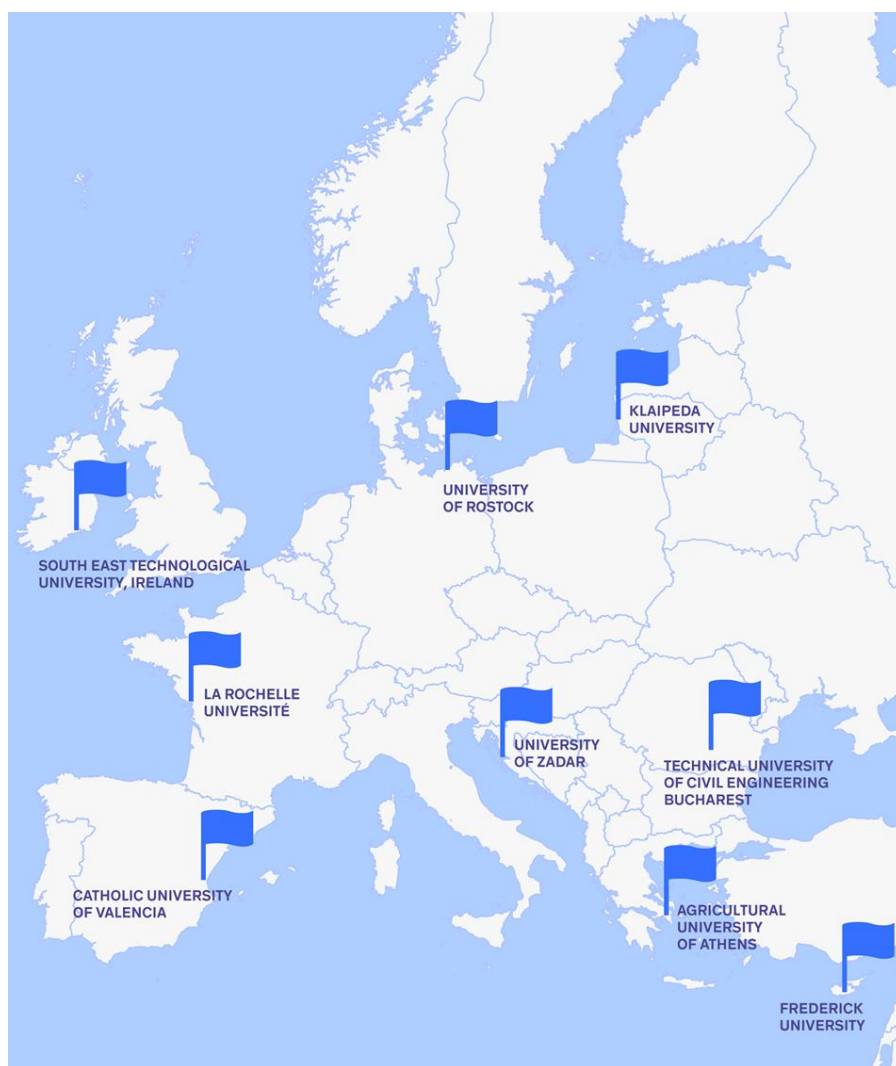 KLAIPEDA
UNIVERSITY
UNIVERSITY
OF ROSTOCK
SOUTH EAST TECHNOLOGICAL
UNIVERSITY, IRELAND
LA ROCHELLE
UNIVERSITÉ
UNIVERSITY
OF ZADAR
TECHNICAL UNIVERSITY
OF CIVIL ENGINEERING
BUCHAREST
CATHOLIC UNIVERSITY
OF VALENCIA
AGRICULTURAL
UNIVERSITY
OF ATHENS
FREDERICK
UNIVERSITY